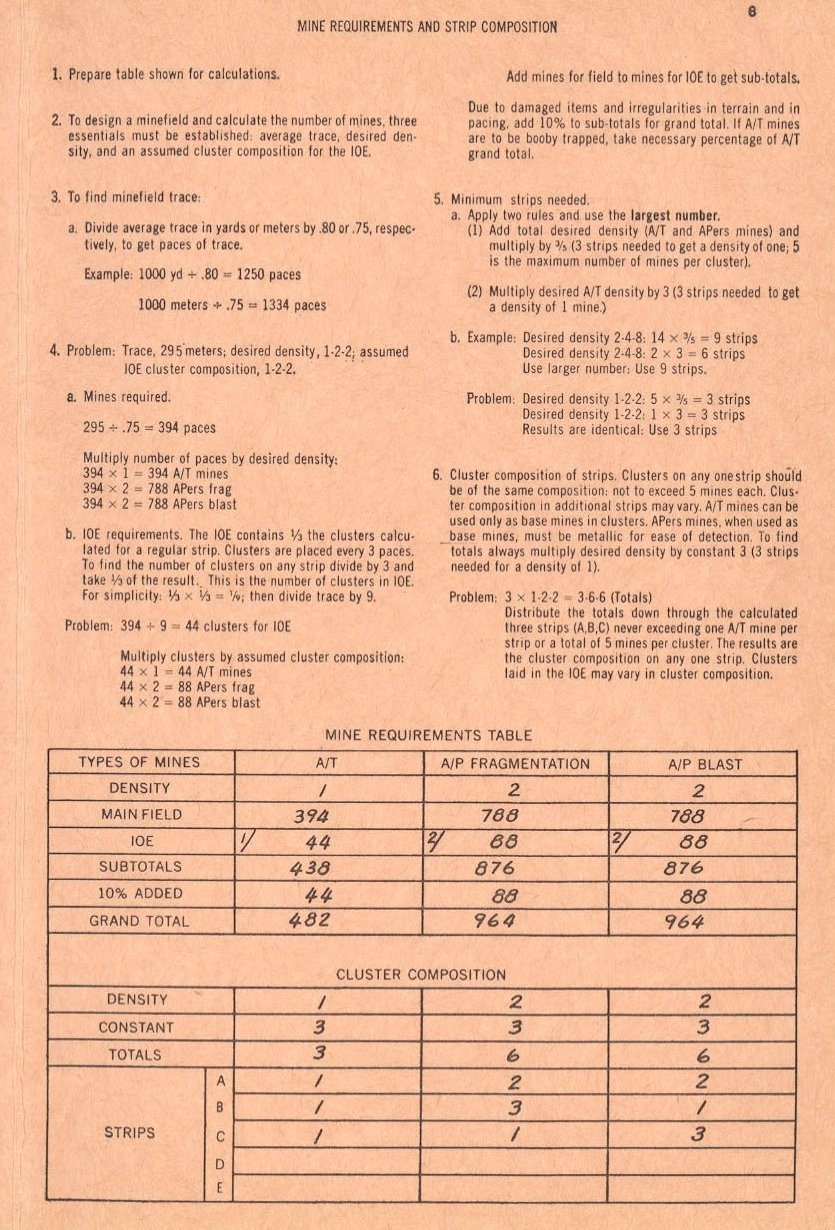 8
MINE REQUIREMENTS AND STRIP COMPOSITION
1. Prepare table shown for calculations.
2. To design a minefield and calculate the number of mines, three
essentials must be established: average trace, desired den-
sity, and an assumed cluster composition for the IOE.
3. To find minefield trace:
a. Divide average trace in yards or meters by .80 or .75, respec-
tively, to get paces of trace.
Example: 1000 yd ÷ .80 = 1250 paces
1000 meters ÷ .75 = 1334 paces
4. Problem: Trace, 295 meters; desired density, 1-2-2; assumed
IOE cluster composition, 1-2-2.
a. Mines required.
295 ÷ .75 = 394 paces
Multiply number of paces by desired density:
394 × 1 = 394 A/T mines
394 × 2 = 788 APers frag
394 × 2 = 788 APers blast
b. IOE requirements. The IOE contains ⅓ the clusters calcu-
lated for a regular strip. Clusters are placed every 3 paces.
To find the number of clusters on any strip divide by 3 and
take ⅓ of the result. This is the number of clusters in IOE.
For simplicity: ⅓ × ⅓ = ⅑; then divide trace by 9.
Problem: 394 ÷ 9 = 44 clusters for IOE
Multiply clusters by assumed cluster composition:
44 × 1 = 44 A/T mines
44 × 2 = 88 APers frag
44 × 2 = 88 APers blast
Add mines for field to mines for IOE to get sub-totals.
Due to damaged items and irregularities in terrain and in
pacing, add 10% to sub-totals for grand total. If A/T mines
are to be booby trapped, take necessary percentage of A/T
grand total.
5. Minimum strips needed.
a. Apply two rules and use the largest number.
(1) Add total desired density (A/T and APers mines) and
multiply by ⅗ (3 strips needed to get a density of one; 5
is the maximum number of mines per cluster).
(2) Multiply desired A/T density by 3 (3 strips needed to get
a density of 1 mine.)
b. Example: Desired density 2-4-8: 14 × ⅗ = 9 strips
Desired density 2-4-8: 2 × 3 = 6 strips
Use larger number: Use 9 strips.
Problem: Desired density 1-2-2: 5 × ⅗ = 3 strips
Desired density 1-2-2: 1 × 3 = 3 strips
Results are identical: Use 3 strips
6. Cluster composition of strips. Clusters on any one strip should
be of the same composition: not to exceed 5 mines each. Clus-
ter composition in additional strips may vary. A/T mines can be
used only as base mines in clusters. APers mines, when used as
base mines, must be metallic for ease of detection. To find
totals always multiply desired density by constant 3 (3 strips
needed for a density of 1).
Problem: 3 × 1-2-2 = 3-6-6 (Totals)
Distribute the totals down through the calculated
three strips (A,B,C) never exceeding one A/T mine per
strip or a total of 5 mines per cluster. The results are
the cluster composition on any one strip. Clusters
laid in the IOE may vary in cluster composition.
MINE REQUIREMENTS TABLE
TYPES OF MINES A/T A/P FRAGMENTATION A/P BLAST
DENSITY 1 2 2
MAIN FIELD 394 788 788
IOE 1/ 44 2/ 88 2/ 88
SUBTOTALS 438 876 876
10% ADDED 44 88 88
GRAND TOTAL 482 964 964
CLUSTER COMPOSITION
DENSITY 1 2 2
CONSTANT 3 3 3
TOTALS 3 6 6
STRIPS
A 1 2 2
B 1 3 1
C 1 1 3
D
E